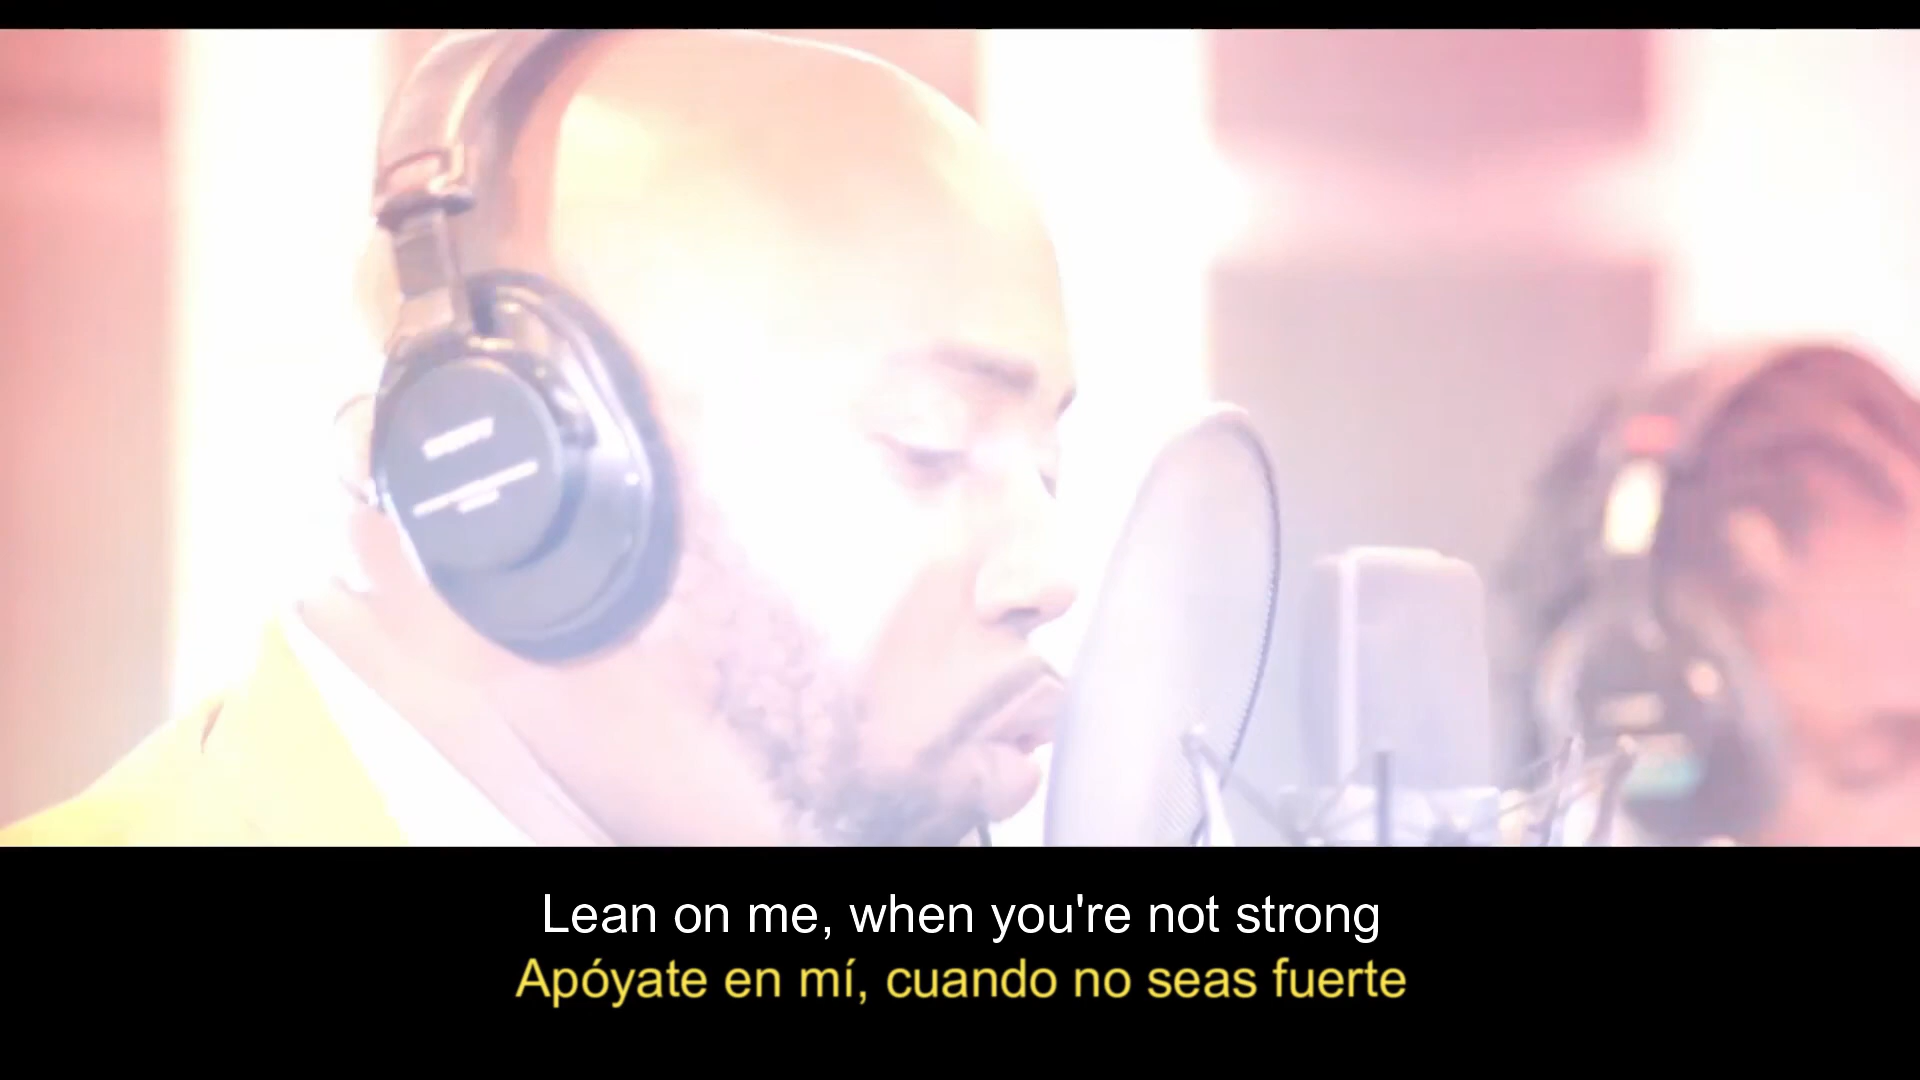 Lean on me, when you're not strong
Apóyate en mí, cuando no seas fuerte